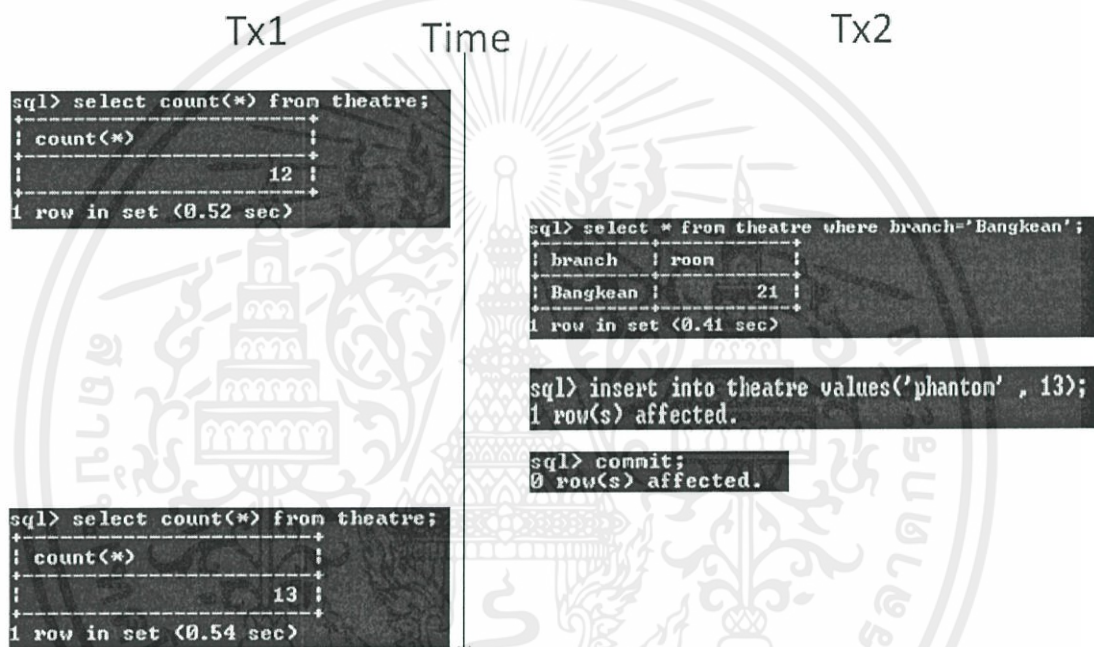 Tx1
Time
Tx2
sql> select count(*) from theatre;
count(*)
12
1 row in set (0.52 sec)
sql> select * from theatre where branch='Bangkean';
branch room
Bangkean 21
1 row in set (0.41 sec)
sql> insert into theatre values('phantom' , 13);
1 row(s) affected.
sql> commit;
0 row(s) affected.
sql> select count(*) from theatre;
count(*)
13
1 row in set (0.54 sec)